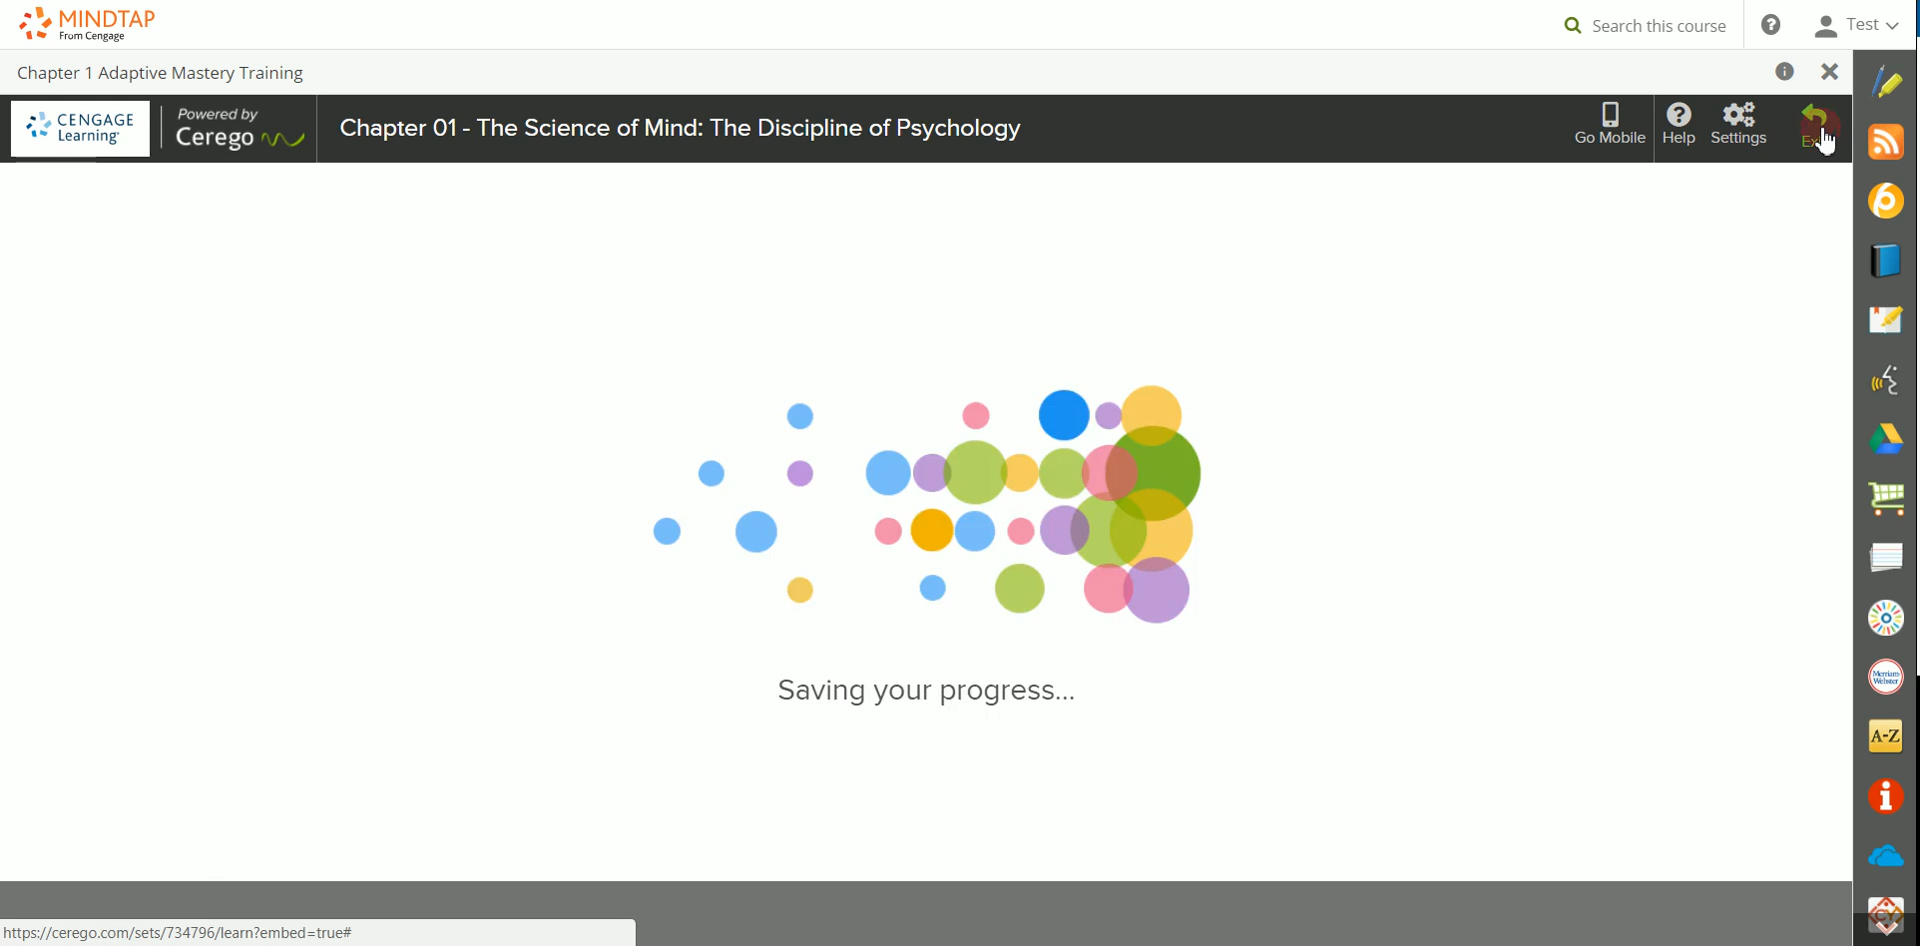 MINDTAP
From Cengage
Search this course
Test
Chapter 1 Adaptive Mastery Training
CENGAGE
Learning
Powered by
Cerego
Chapter 01 - The Science of Mind: The Discipline of Psychology
Go Mobile
Help
Settings
Saving your progress...
Merriam-
Webster
A-Z
https://cerego.com/sets/734796/learn?embed=true#